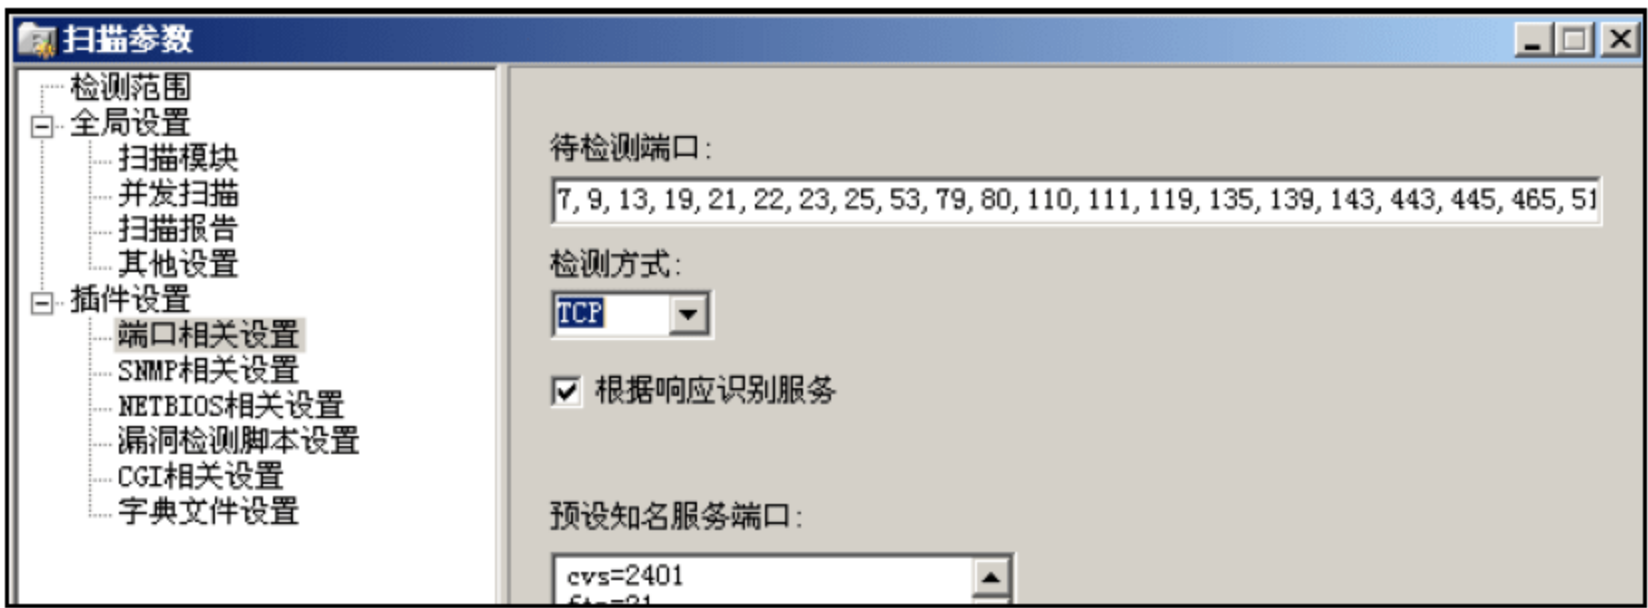 扫描参数
检测范围
全局设置
扫描模块
并发扫描
扫描报告
其他设置
插件设置
端口相关设置
SNMP相关设置
NETBIOS相关设置
漏洞检测脚本设置
CGI相关设置
字典文件设置
待检测端口:
7, 9, 13, 19, 21, 22, 23, 25, 53, 79, 80, 110, 111, 119, 135, 139, 143, 443, 445, 465, 51
检测方式:
TCP
根据响应识别服务
预设知名服务端口:
cvs=2401